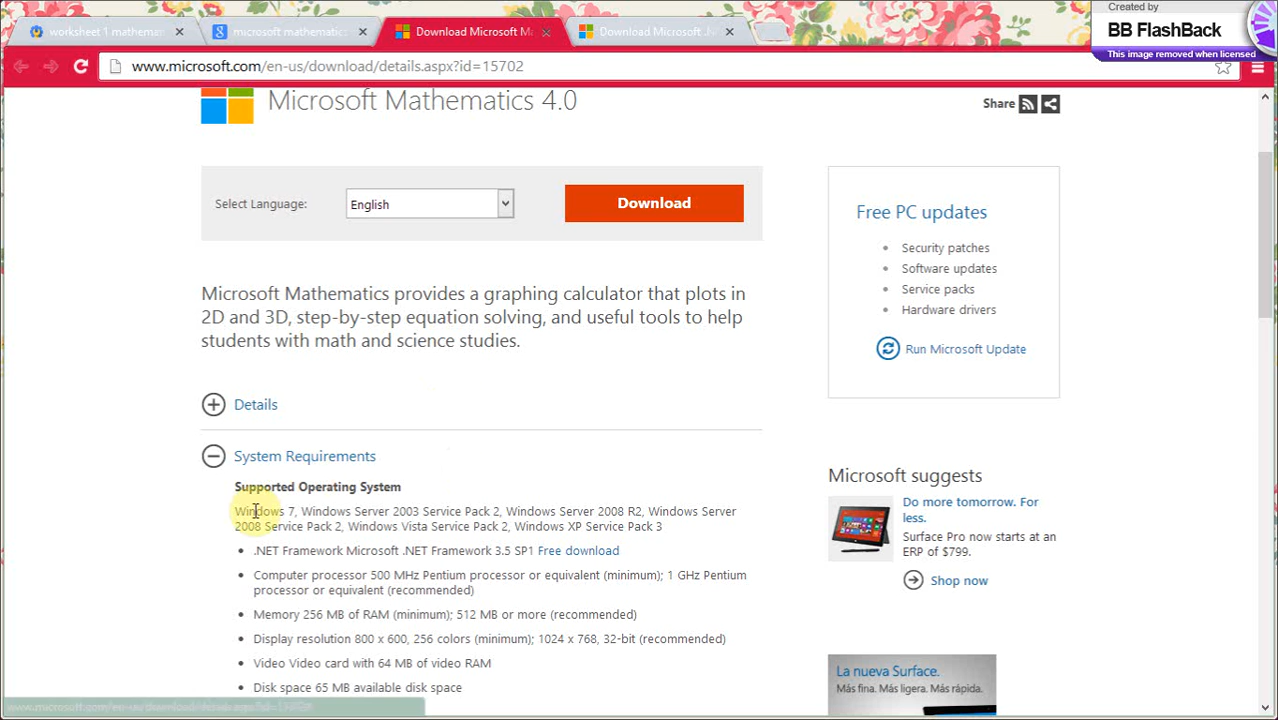 worksheet 1 mathema
microsoft mathematics
Download Microsoft Ma
Download Microsoft .N
Created by
BB FlashBack
This image removed when licensed
www.microsoft.com/en-us/download/details.aspx?id=15702
Microsoft Mathematics 4.0
Share
Select Language:
English
Download
Microsoft Mathematics provides a graphing calculator that plots in
2D and 3D, step-by-step equation solving, and useful tools to help
students with math and science studies.
Details
System Requirements
Supported Operating System
Windows 7, Windows Server 2003 Service Pack 2, Windows Server 2008 R2, Windows Server
2008 Service Pack 2, Windows Vista Service Pack 2, Windows XP Service Pack 3
.NET Framework Microsoft .NET Framework 3.5 SP1 Free download
Computer processor 500 MHz Pentium processor or equivalent (minimum); 1 GHz Pentium
processor or equivalent (recommended)
Memory 256 MB of RAM (minimum); 512 MB or more (recommended)
Display resolution 800 x 600, 256 colors (minimum); 1024 x 768, 32-bit (recommended)
Video Video card with 64 MB of video RAM
Disk space 65 MB available disk space
Free PC updates
Security patches
Software updates
Service packs
Hardware drivers
Run Microsoft Update
Microsoft suggests
Do more tomorrow. For
less.
Surface Pro now starts at an
ERP of $799.
Shop now
La nueva Surface.
Más fina. Más ligera. Más rápida.